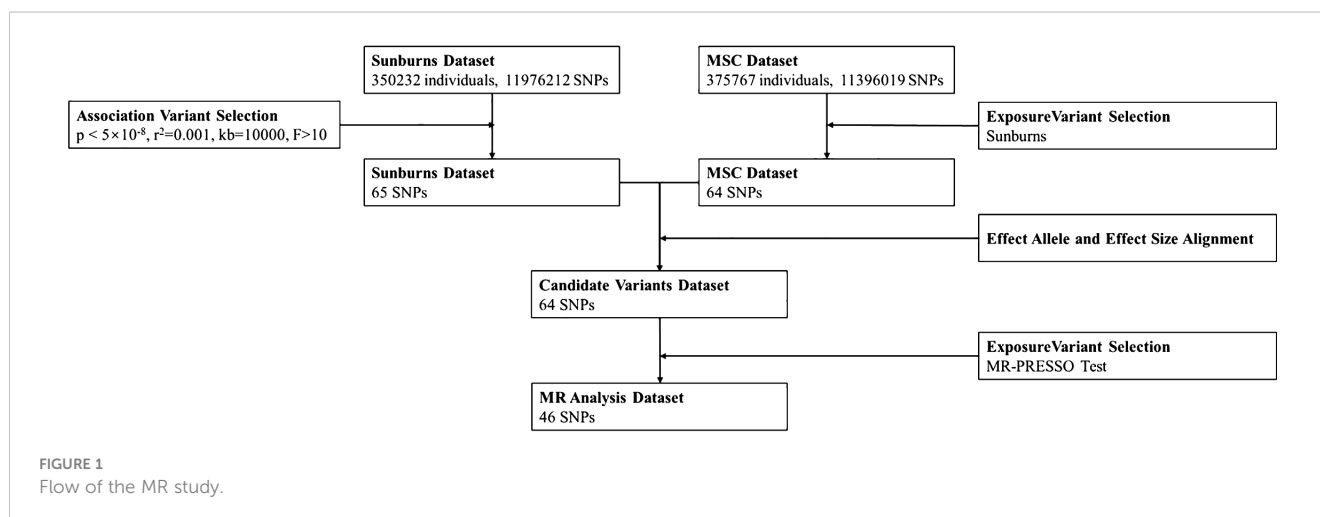 Sunburns Dataset
350232 individuals, 11976212 SNPs
MSC Dataset
375767 individuals, 11396019 SNPs
Association Variant Selection
p < 5×10⁻⁸, r²=0.001, kb=10000, F>10
ExposureVariant Selection
Sunburns
Sunburns Dataset
65 SNPs
MSC Dataset
64 SNPs
Effect Allele and Effect Size Alignment
Candidate Variants Dataset
64 SNPs
ExposureVariant Selection
MR-PRESSO Test
MR Analysis Dataset
46 SNPs
FIGURE 1
Flow of the MR study.